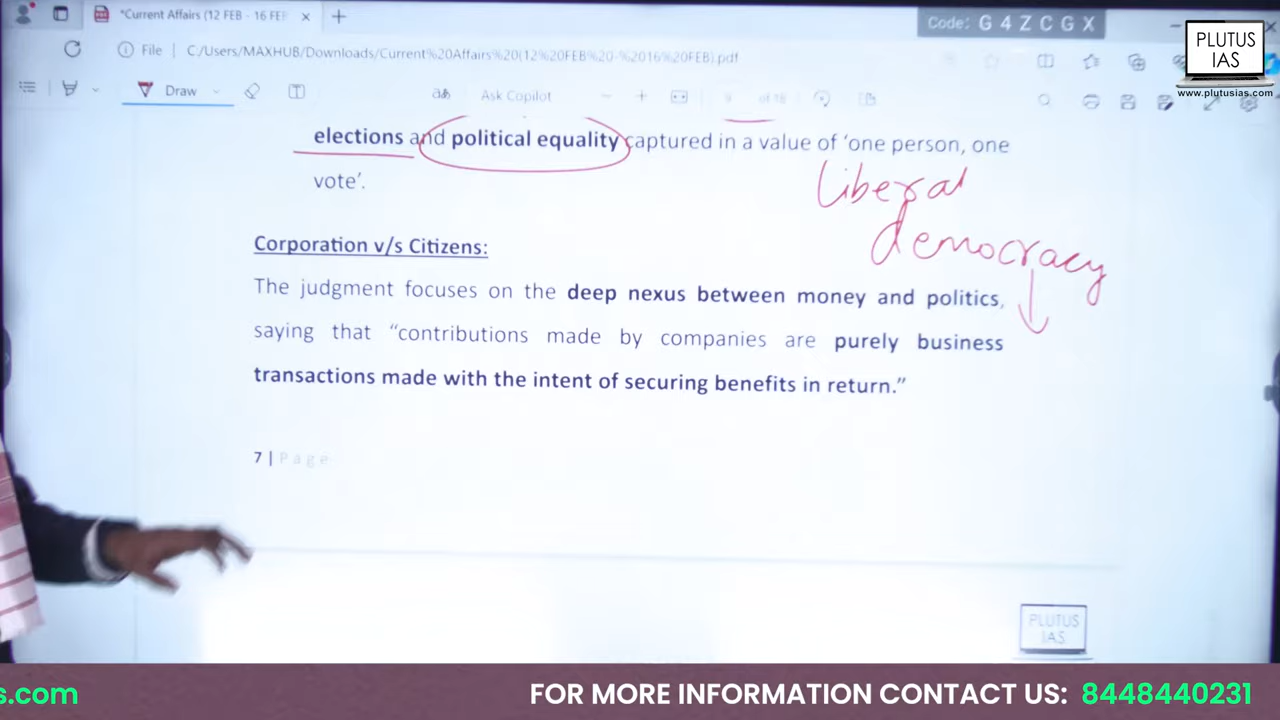 *Current Affairs (12 FEB - 16 FEB
Code: G 4 Z C G X
File | C:/Users/MAXHUB/Downloads/Current%20Affairs%20(12%20FEB%20-%2016%20FEB).pdf
PLUTUS
IAS
www.plutusias.com
Draw
Ask Copilot
9 of 18
elections and political equality captured in a value of ‘one person, one
vote’.
liberal
democracy
Corporation v/s Citizens:
The judgment focuses on the deep nexus between money and politics,
saying that “contributions made by companies are purely business
transactions made with the intent of securing benefits in return.”
7 | Page
PLUTUS
IAS
s.com
FOR MORE INFORMATION CONTACT US: 8448440231